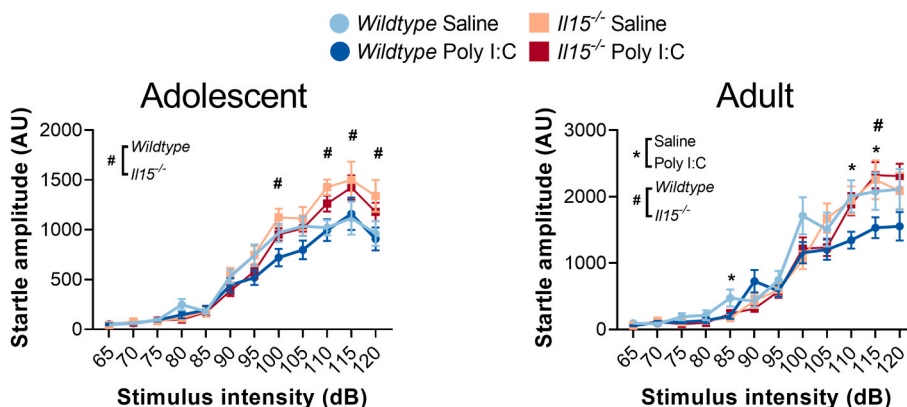 Wildtype Saline Il15-/- Saline
Wildtype Poly I:C Il15-/- Poly I:C
Adolescent
Startle amplitude (AU)
2000
1500
1000
500
0
# Wildtype
Il15-/-
# # # #
65 70 75 80 85 90 95 100 105 110 115 120
Stimulus intensity (dB)
Adult
Startle amplitude (AU)
3000
2000
1000
0
* Saline
Poly I:C
# Wildtype
Il15-/-
#
* * *
65 70 75 80 85 90 95 100 105 110 115 120
Stimulus intensity (dB)